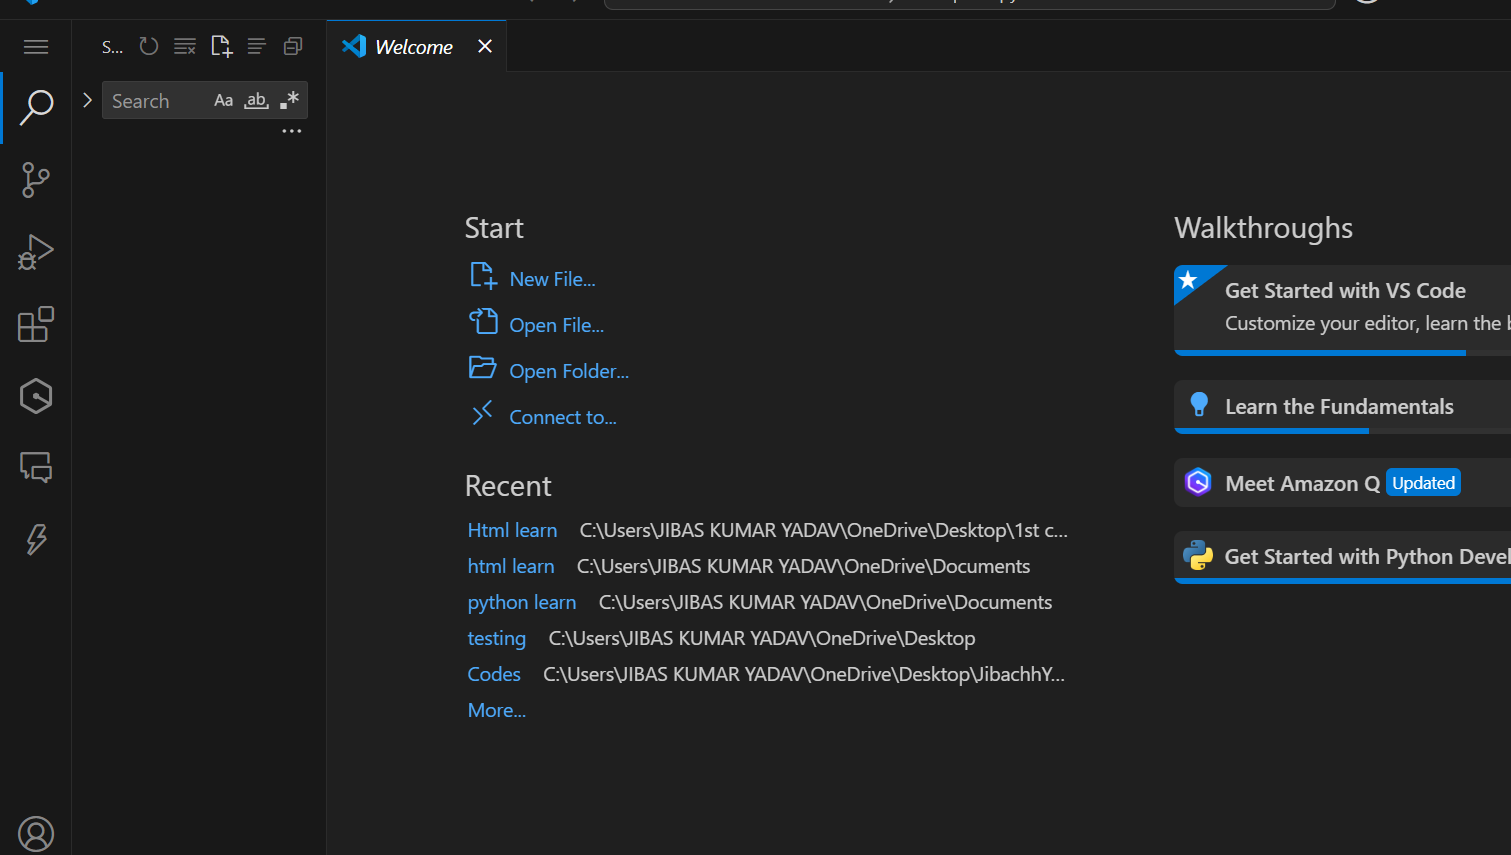 S...
Welcome
Search
Aa
ab
.*
...
Start
New File...
Open File...
Open Folder...
Connect to...
Recent
Html learn C:\Users\JIBAS KUMAR YADAV\OneDrive\Desktop\1st c...
html learn C:\Users\JIBAS KUMAR YADAV\OneDrive\Documents
python learn C:\Users\JIBAS KUMAR YADAV\OneDrive\Documents
testing C:\Users\JIBAS KUMAR YADAV\OneDrive\Desktop
Codes C:\Users\JIBAS KUMAR YADAV\OneDrive\Desktop\JibachhY...
More...
Walkthroughs
Get Started with VS Code
Customize your editor, learn the
Learn the Fundamentals
Meet Amazon Q Updated
Get Started with Python Devel